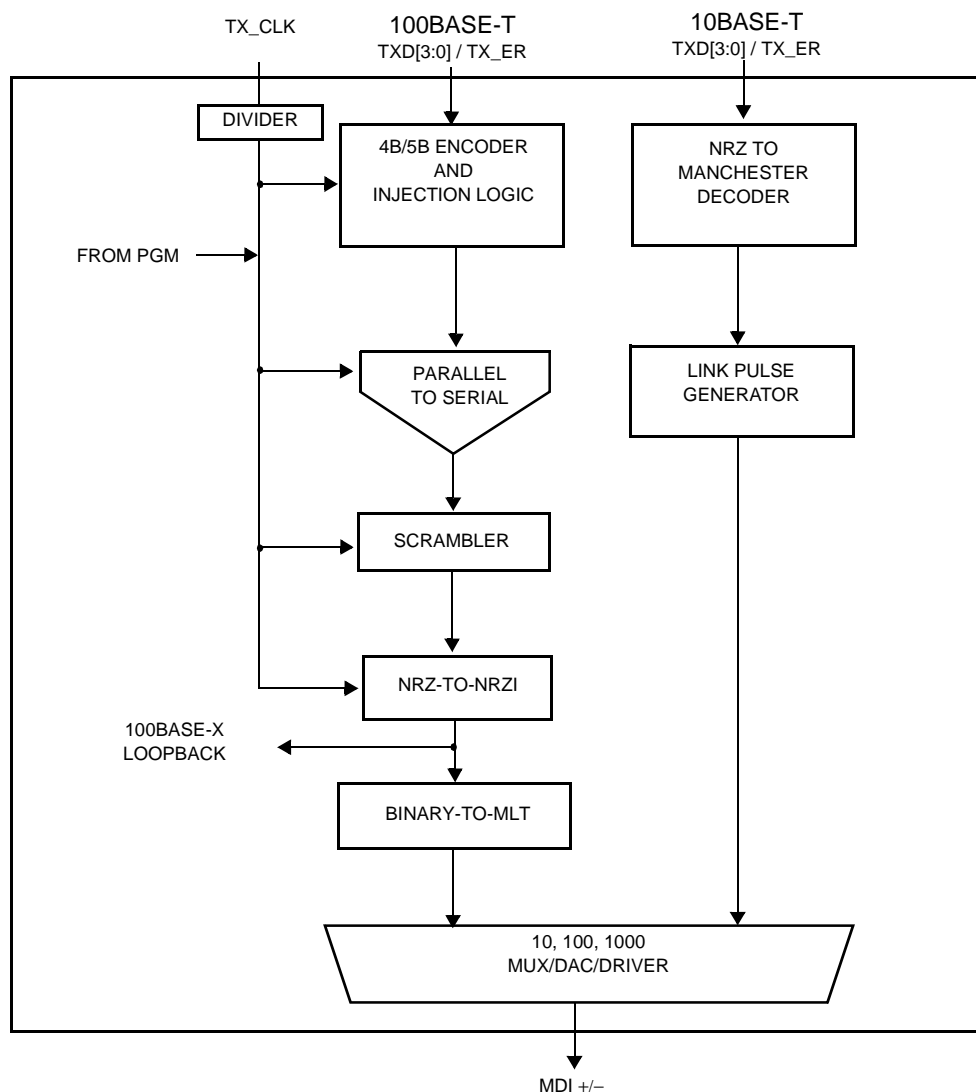 TX_CLK
100BASE-T
TXD[3:0] / TX_ER
10BASE-T
TXD[3:0] / TX_ER
DIVIDER
4B/5B ENCODER
AND
INJECTION LOGIC
NRZ TO
MANCHESTER
DECODER
FROM PGM
PARALLEL
TO SERIAL
LINK PULSE
GENERATOR
SCRAMBLER
NRZ-TO-NRZI
100BASE-X
LOOPBACK
BINARY-TO-MLT
10, 100, 1000
MUX/DAC/DRIVER
MDI +/−